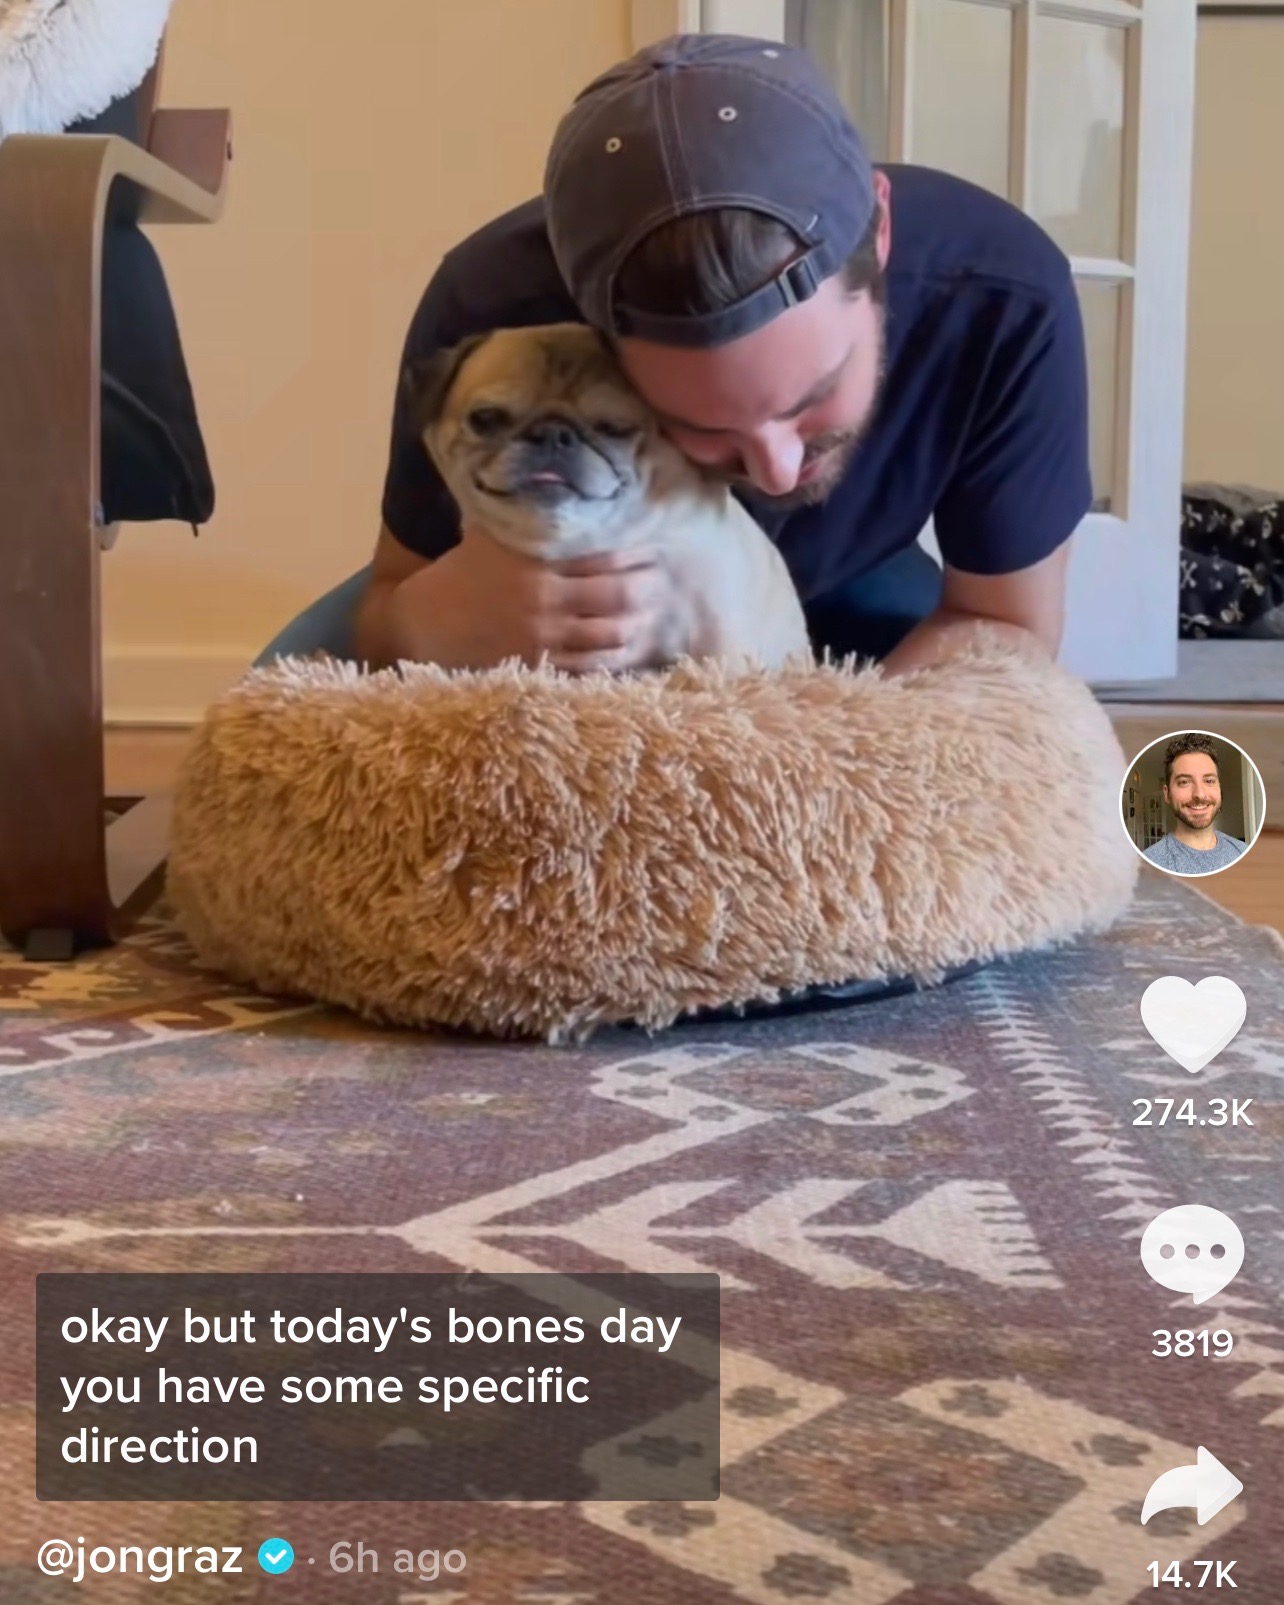 274.3K
3819
okay but today's bones day
you have some specific
direction
@jongraz · 6h ago
14.7K